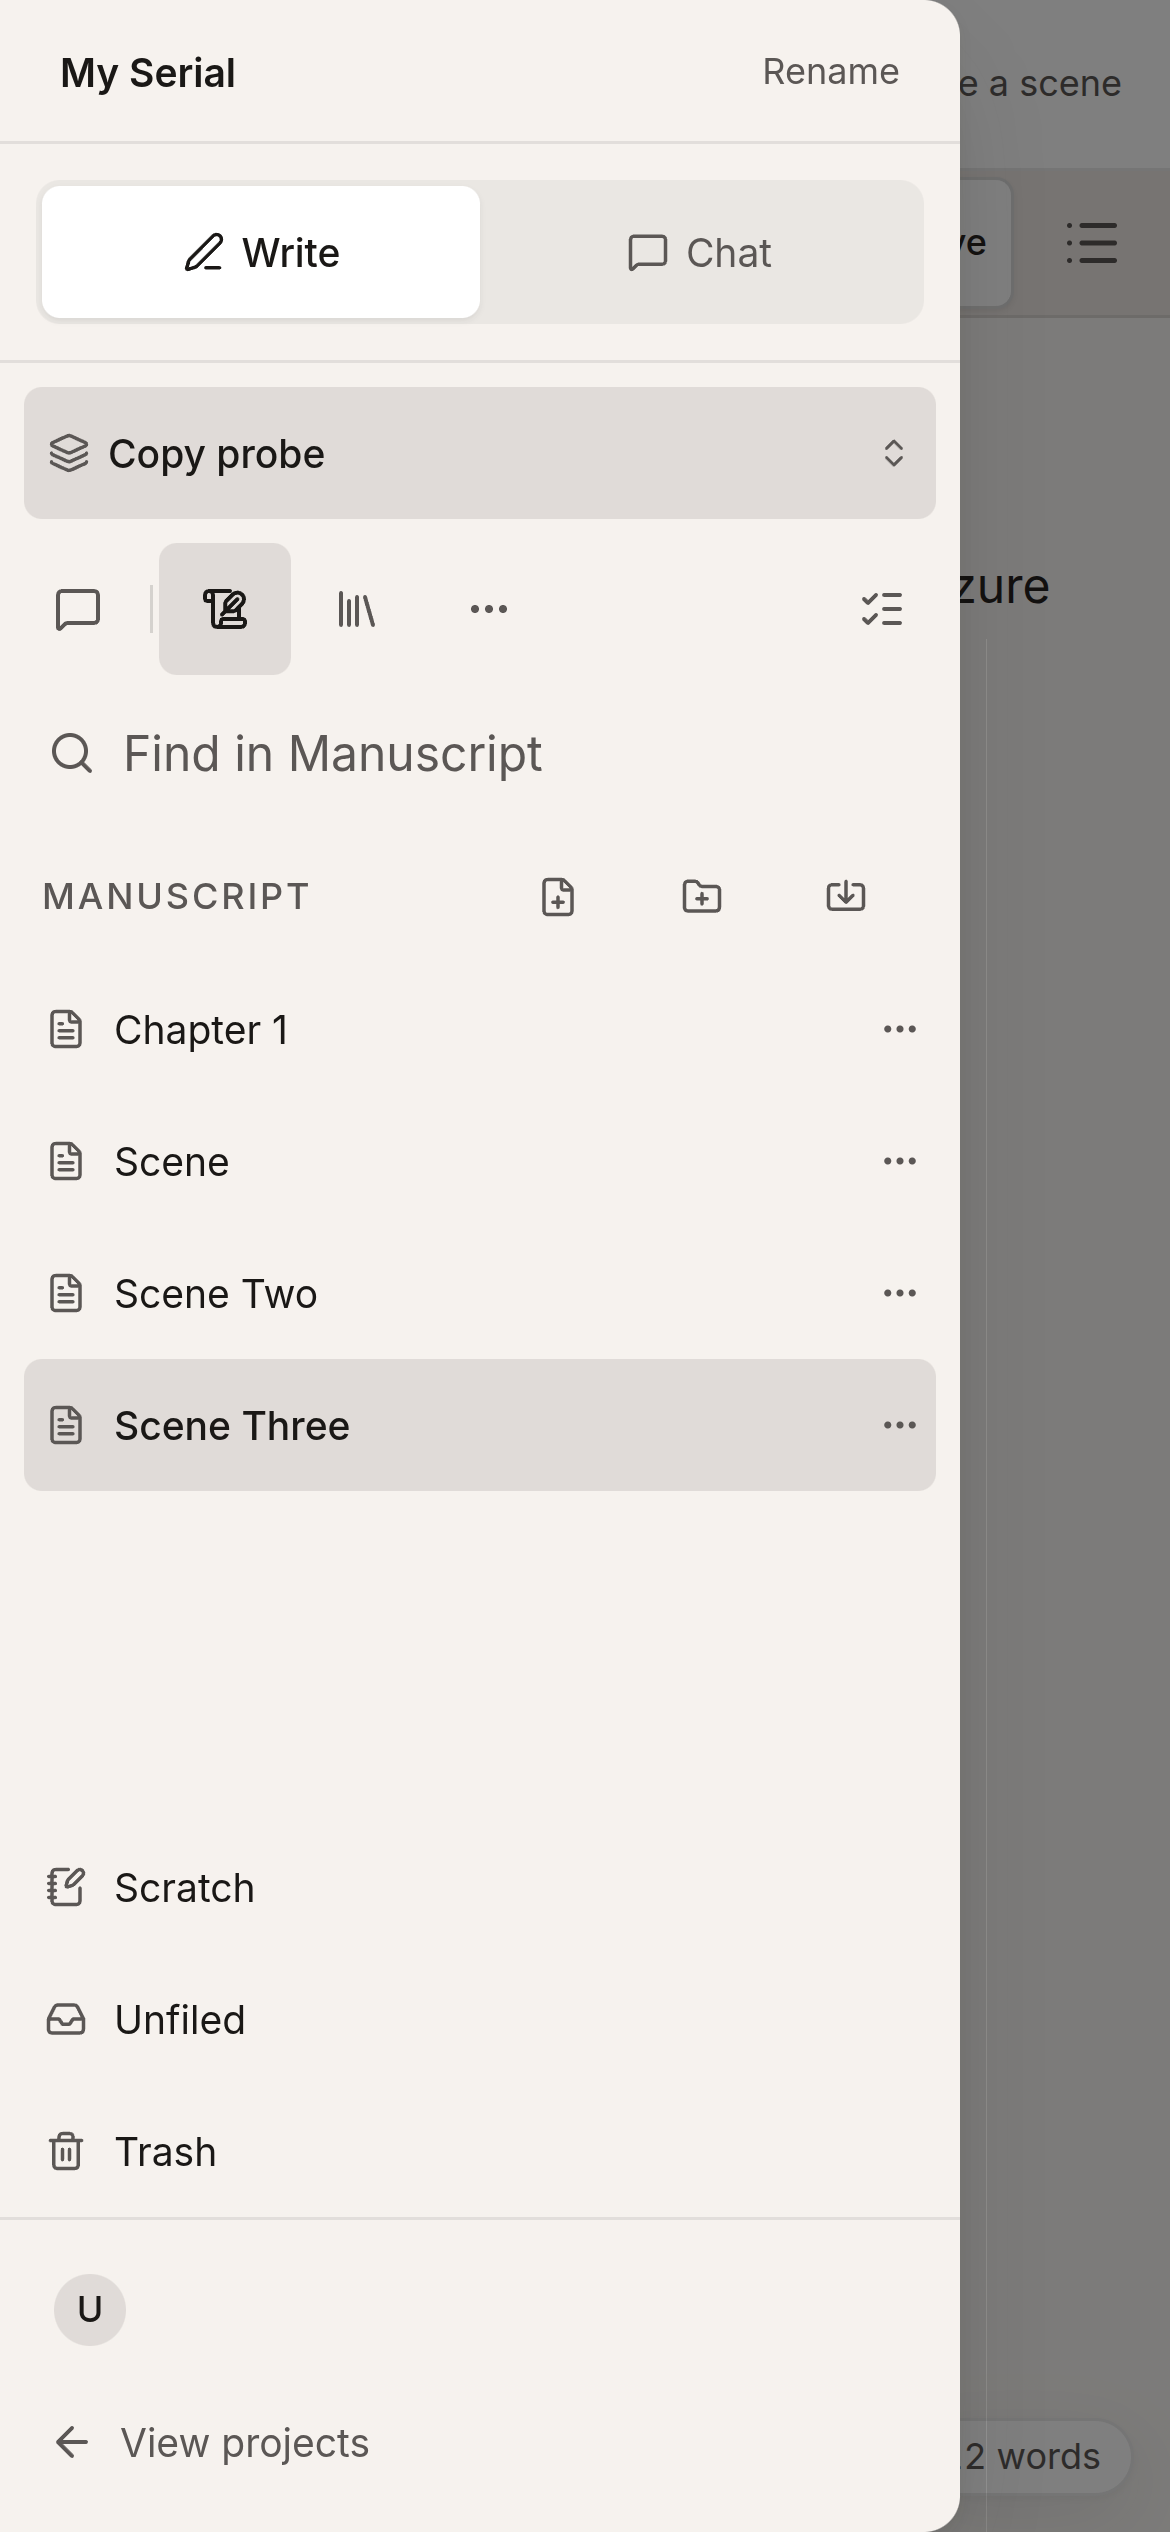 My Serial
Rename
e a scene
Write
Chat
Copy probe
zure
Find in Manuscript
MANUSCRIPT
Chapter 1
Scene
Scene Two
Scene Three
Scratch
Unfiled
Trash
U
View projects
2 words